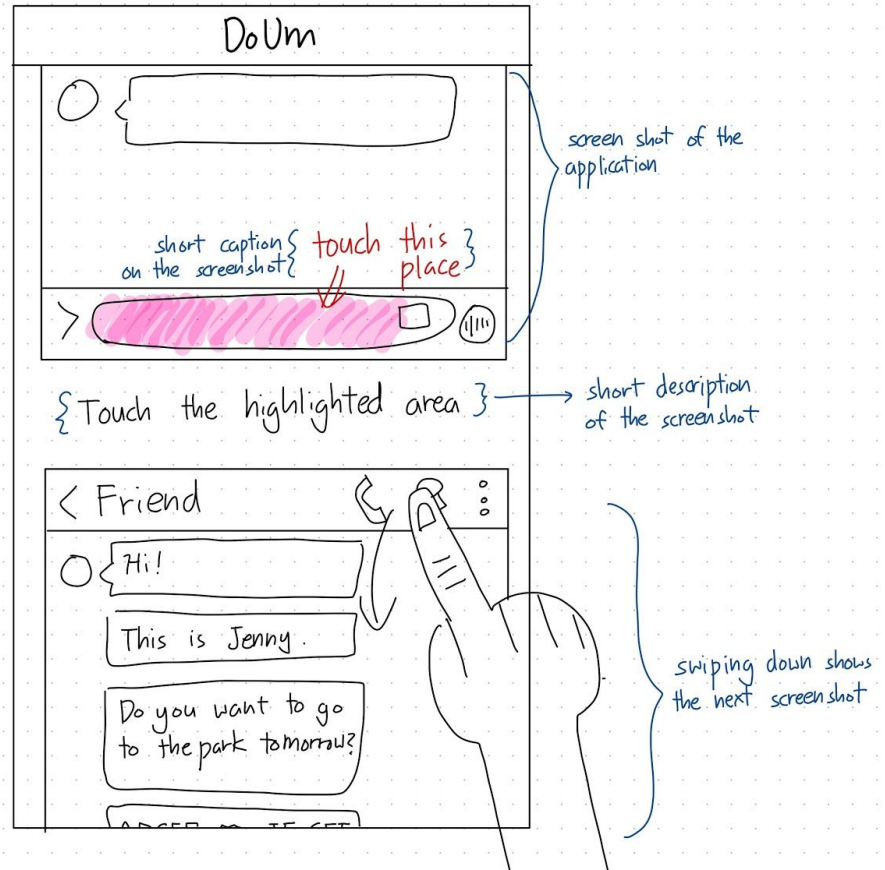 DoUm
screen shot of the
application
short caption
on the screenshot
touch this
place
Touch the highlighted area
short description
of the screenshot
< Friend
Hi!
This is Jenny.
Do you want to go
to the park tomorrow?
swiping down shows
the next screenshot